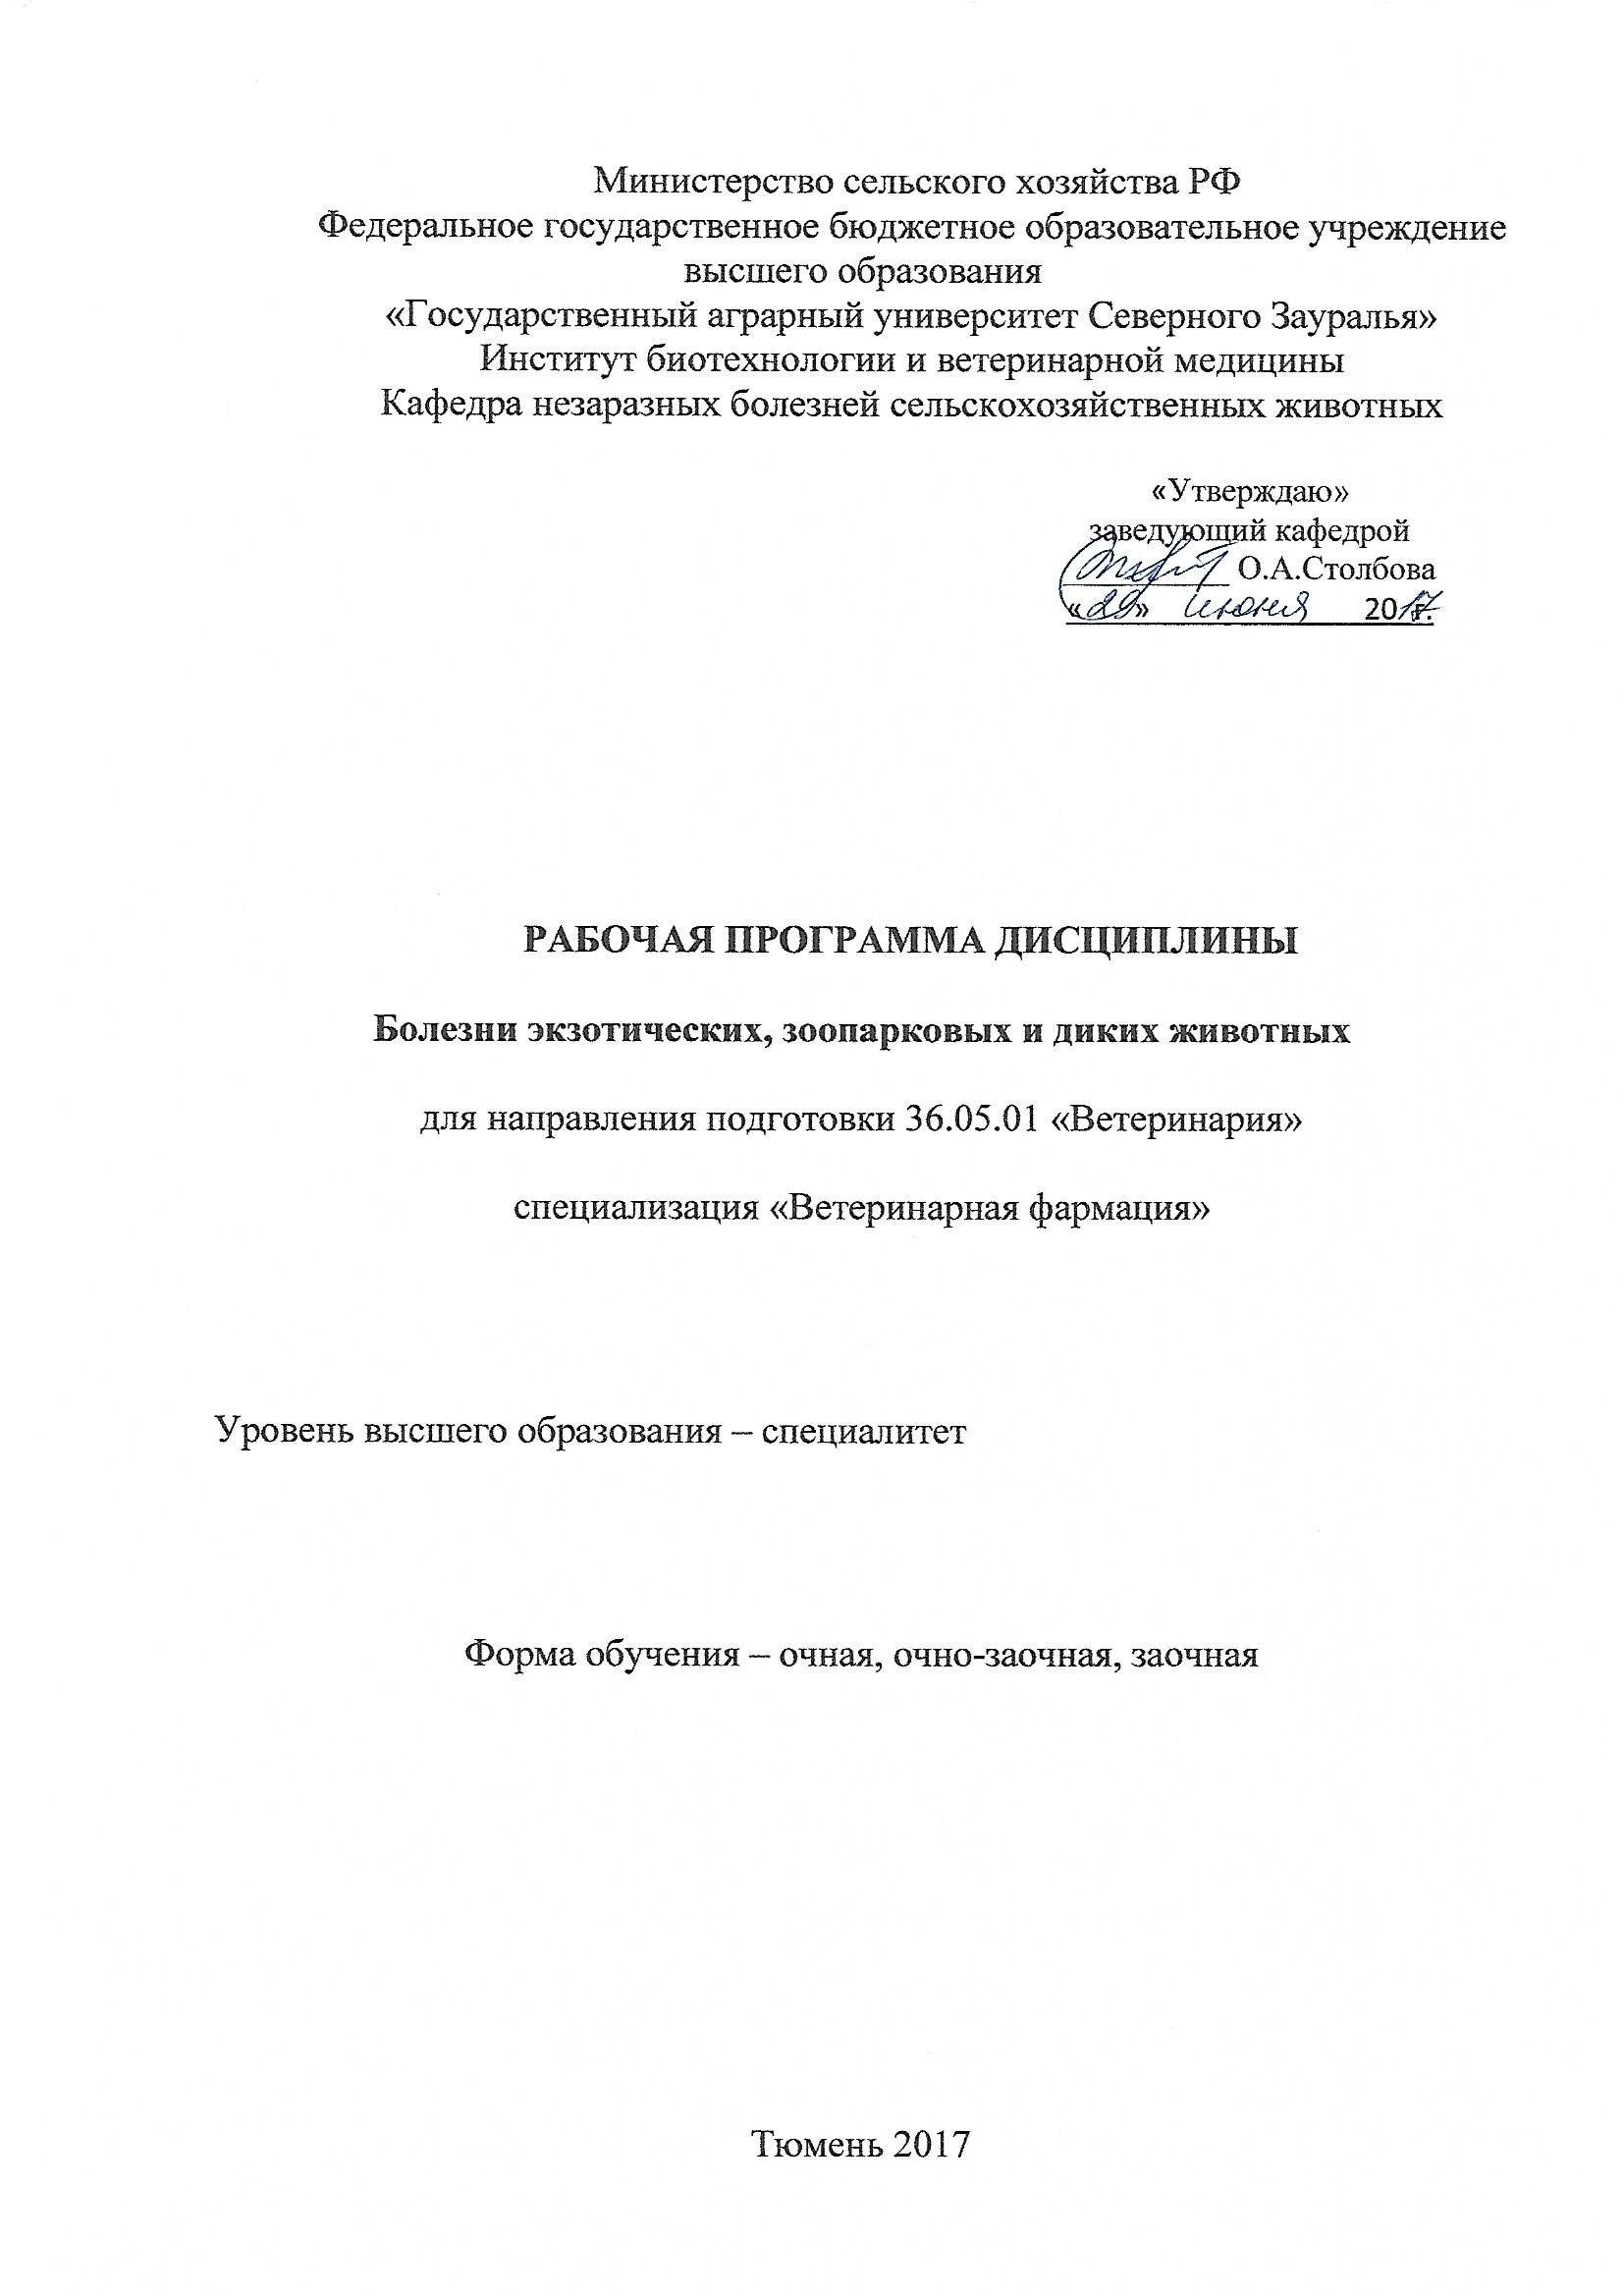 Министерство сельского хозяйства РФ
Федеральное государственное бюджетное образовательное учреждение
высшего образования
«Государственный аграрный университет Северного Зауралья»
Институт биотехнологии и ветеринарной медицины
Кафедра незаразных болезней сельскохозяйственных животных
«Утверждаю»
заведующий кафедрой
О.А.Столбова
«29» июня 2017 г.
РАБОЧАЯ ПРОГРАММА ДИСЦИПЛИНЫ
Болезни экзотических, зоопарковых и диких животных
для направления подготовки 36.05.01 «Ветеринария»
специализация «Ветеринарная фармация»
Уровень высшего образования – специалитет
Форма обучения – очная, очно-заочная, заочная
Тюмень 2017